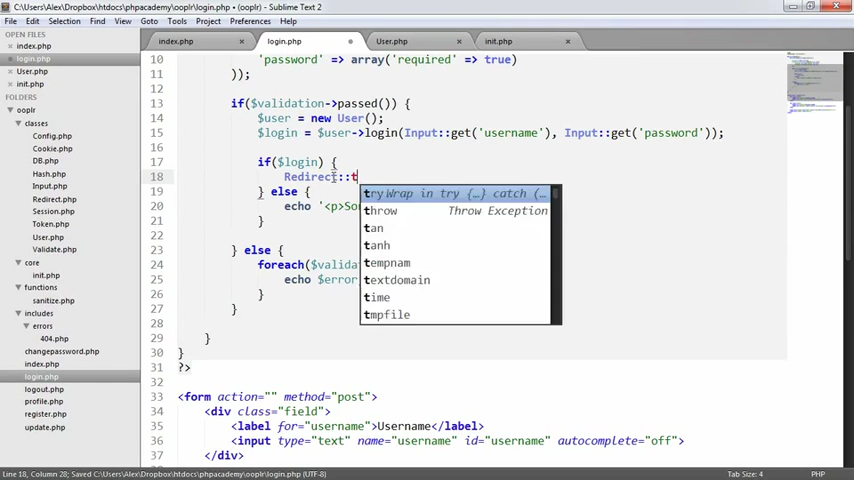 C:\Users\Alex\Dropbox\htdocs\phpacademy\ooplr\login.php • (ooplr) - Sublime Text 2
File Edit Selection Find View Goto Tools Project Preferences Help
OPEN FILES
index.php
login.php
User.php
init.php
FOLDERS
ooplr
classes
Config.php
Cookie.php
DB.php
Hash.php
Input.php
Redirect.php
Session.php
Token.php
User.php
Validate.php
core
init.php
functions
sanitize.php
includes
errors
404.php
changepassword.php
index.php
login.php
logout.php
profile.php
register.php
update.php
index.php × login.php • User.php × init.php ×
10 'password' => array('required' => true)
11 ));
12
13 if($validation->passed()) {
14 $user = new User();
15 $login = $user->login(Input::get('username'), Input::get('password'));
16
17 if($login) {
18 Redirect::t
19 } else {
20 echo '<p>Sor
21 }
22
23 } else {
24 foreach($valida
25 echo $error
26 }
27 }
28
29 }
30 }
31 ?>
32
33 <form action="" method="post">
34 <div class="field">
35 <label for="username">Username</label>
36 <input type="text" name="username" id="username" autocomplete="off">
37 </div>
try Wrap in try {…} catch (…
throw Throw Exception
tan
tanh
tempnam
textdomain
time
tmpfile
Line 18, Column 28; Saved C:\Users\Alex\Dropbox\htdocs\phpacademy\ooplr\login.php (UTF-8) Tab Size: 4 PHP